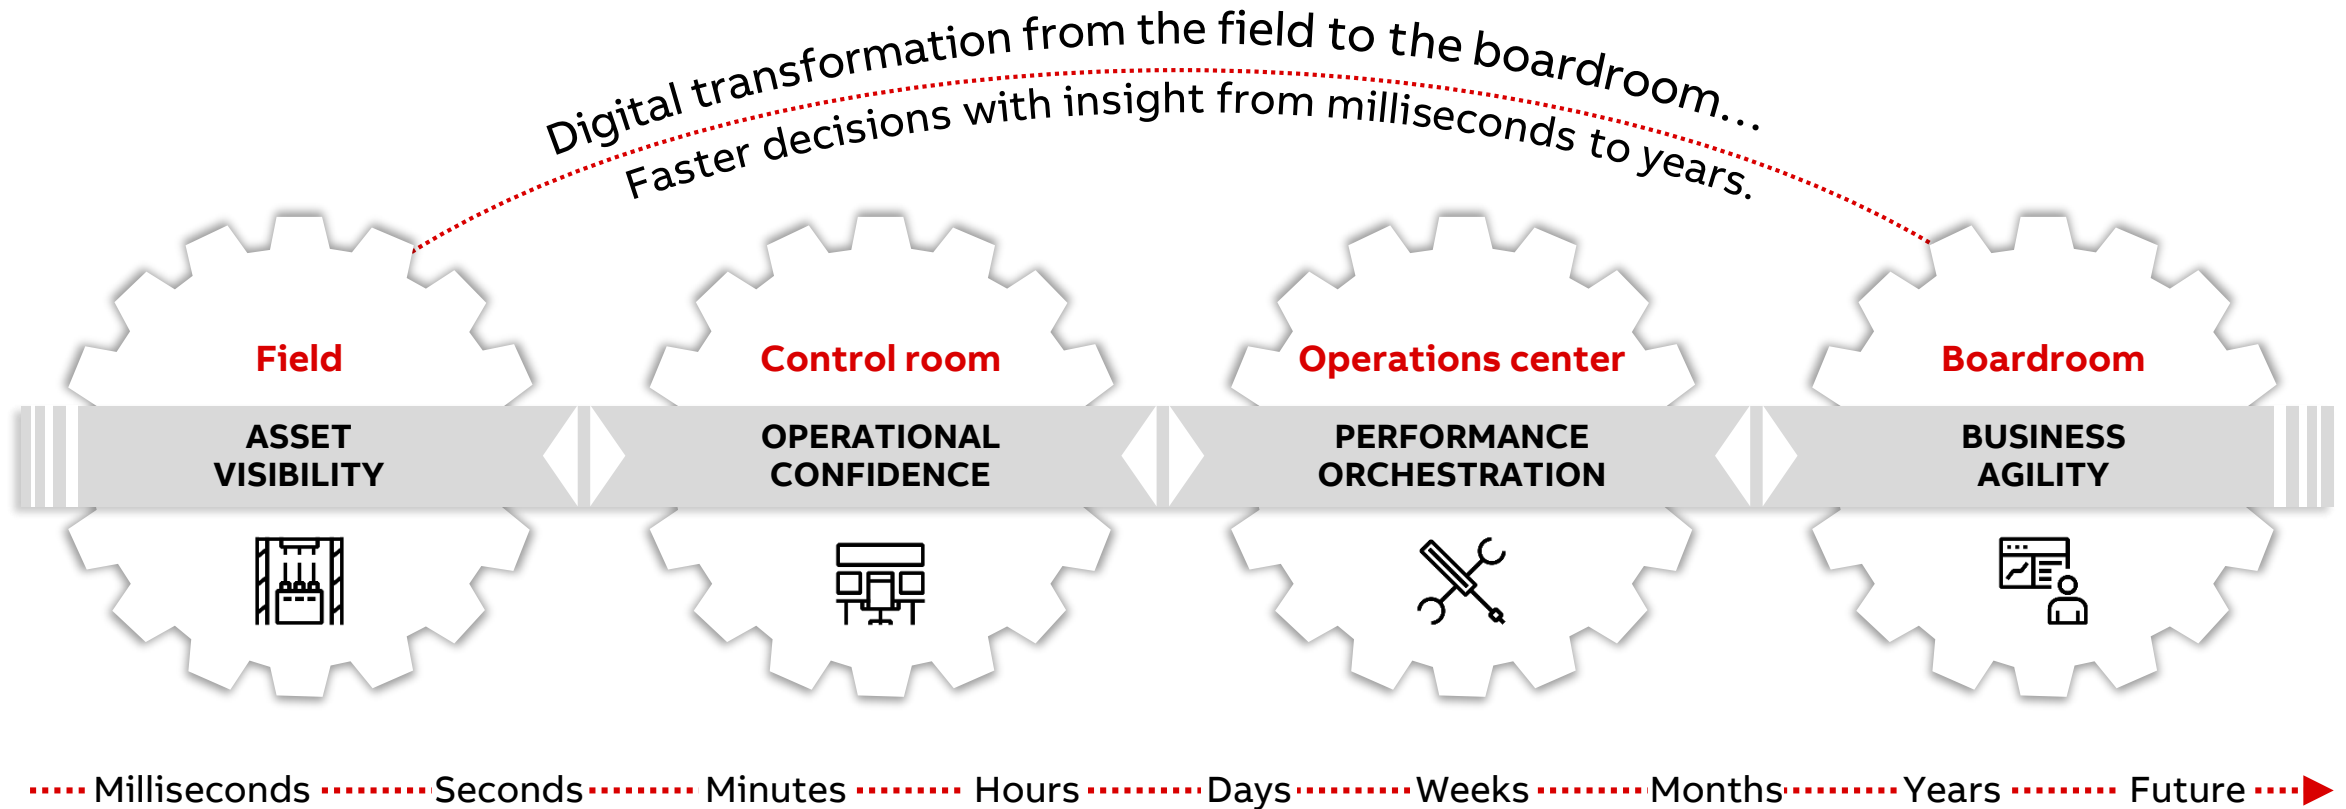 Digital transformation from the field to the boardroom...
Faster decisions with insight from milliseconds to years.
Field
ASSET
VISIBILITY
Control room
OPERATIONAL
CONFIDENCE
Operations center
PERFORMANCE
ORCHESTRATION
Boardroom
BUSINESS
AGILITY
Milliseconds Seconds Minutes Hours Days Weeks Months Years Future